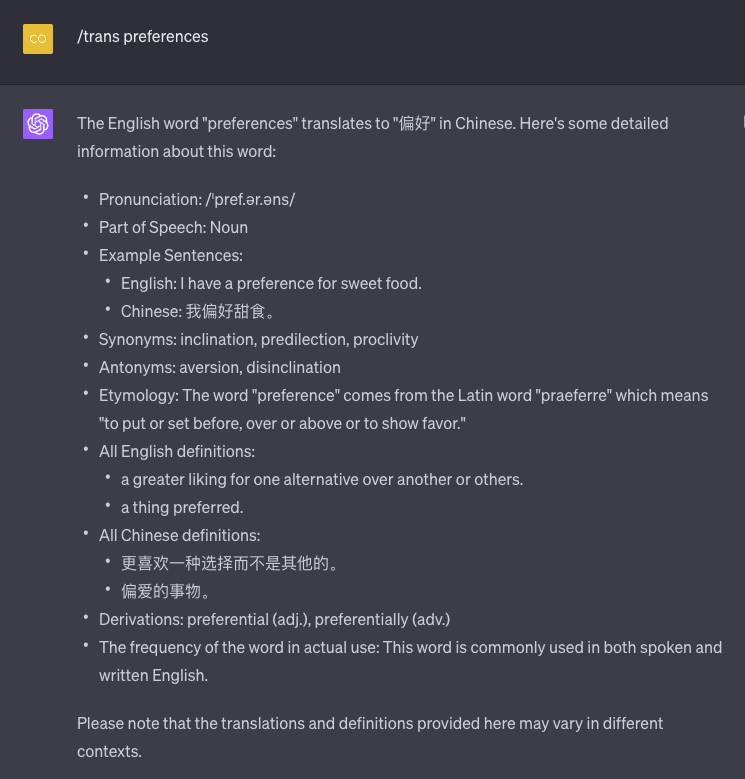 CO
/trans preferences
The English word "preferences" translates to "偏好" in Chinese. Here's some detailed
information about this word:
• Pronunciation: /ˈpref.ər.əns/
• Part of Speech: Noun
• Example Sentences:
• English: I have a preference for sweet food.
• Chinese: 我偏好甜食。
• Synonyms: inclination, predilection, proclivity
• Antonyms: aversion, disinclination
• Etymology: The word "preference" comes from the Latin word "praeferre" which means
"to put or set before, over or above or to show favor."
• All English definitions:
• a greater liking for one alternative over another or others.
• a thing preferred.
• All Chinese definitions:
• 更喜欢一种选择而不是其他的。
• 偏爱的事物。
• Derivations: preferential (adj.), preferentially (adv.)
• The frequency of the word in actual use: This word is commonly used in both spoken and
written English.
Please note that the translations and definitions provided here may vary in different
contexts.